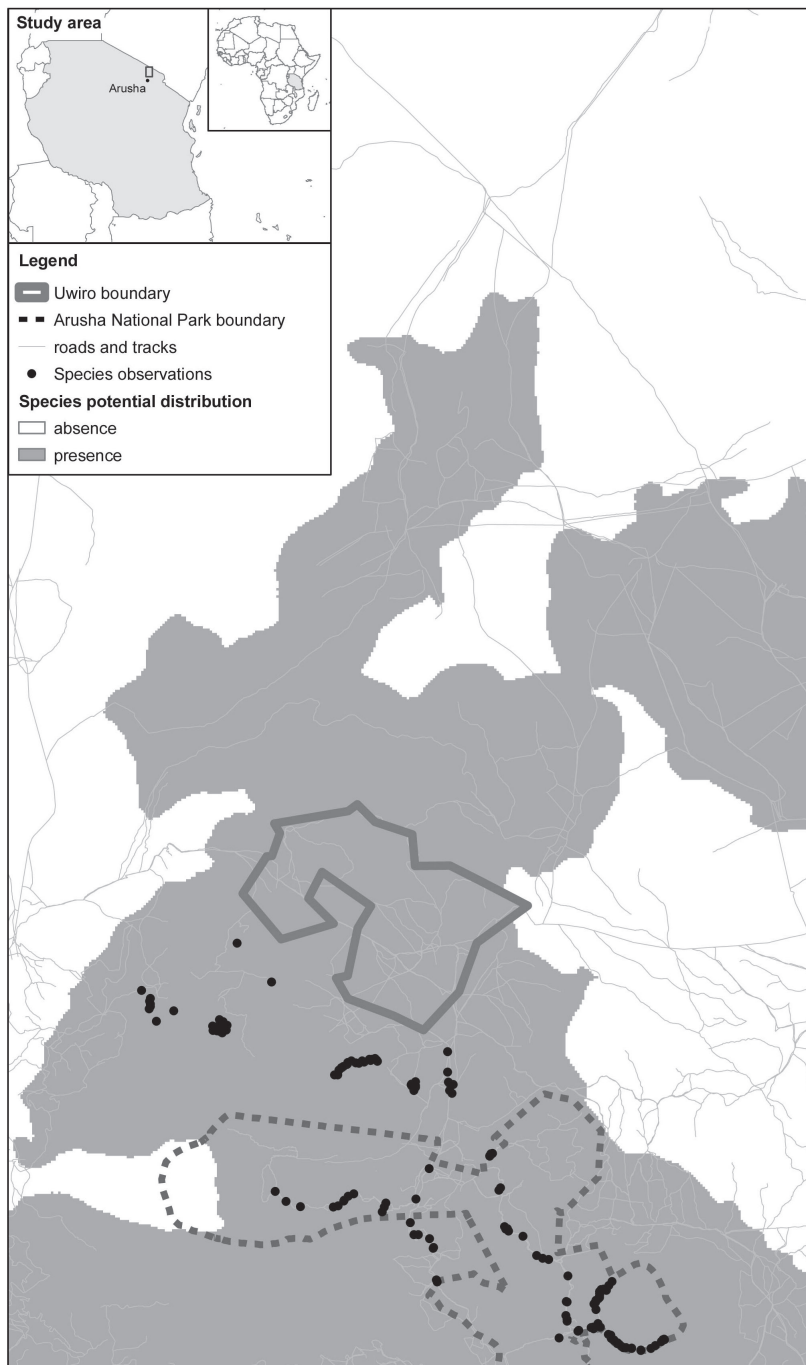 Study area
Arusha
Legend
Uwiro boundary
Arusha National Park boundary
roads and tracks
Species observations
Species potential distribution
absence
presence